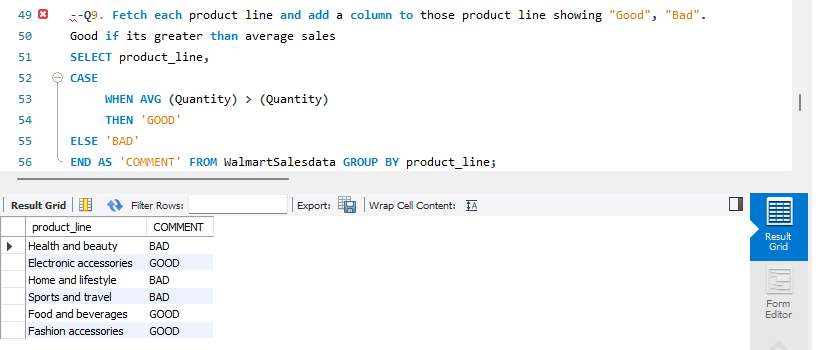 49 --Q9. Fetch each product line and add a column to those product line showing "Good", "Bad".
50 Good if its greater than average sales
51 SELECT product_line,
52 CASE
53 WHEN AVG (Quantity) > (Quantity)
54 THEN 'GOOD'
55 ELSE 'BAD'
56 END AS 'COMMENT' FROM WalmartSalesdata GROUP BY product_line;
Result Grid Filter Rows: Export: Wrap Cell Content: IA
product_line COMMENT
Health and beauty BAD
Electronic accessories GOOD
Home and lifestyle BAD
Sports and travel BAD
Food and beverages GOOD
Fashion accessories GOOD
Result
Grid
Form
Editor